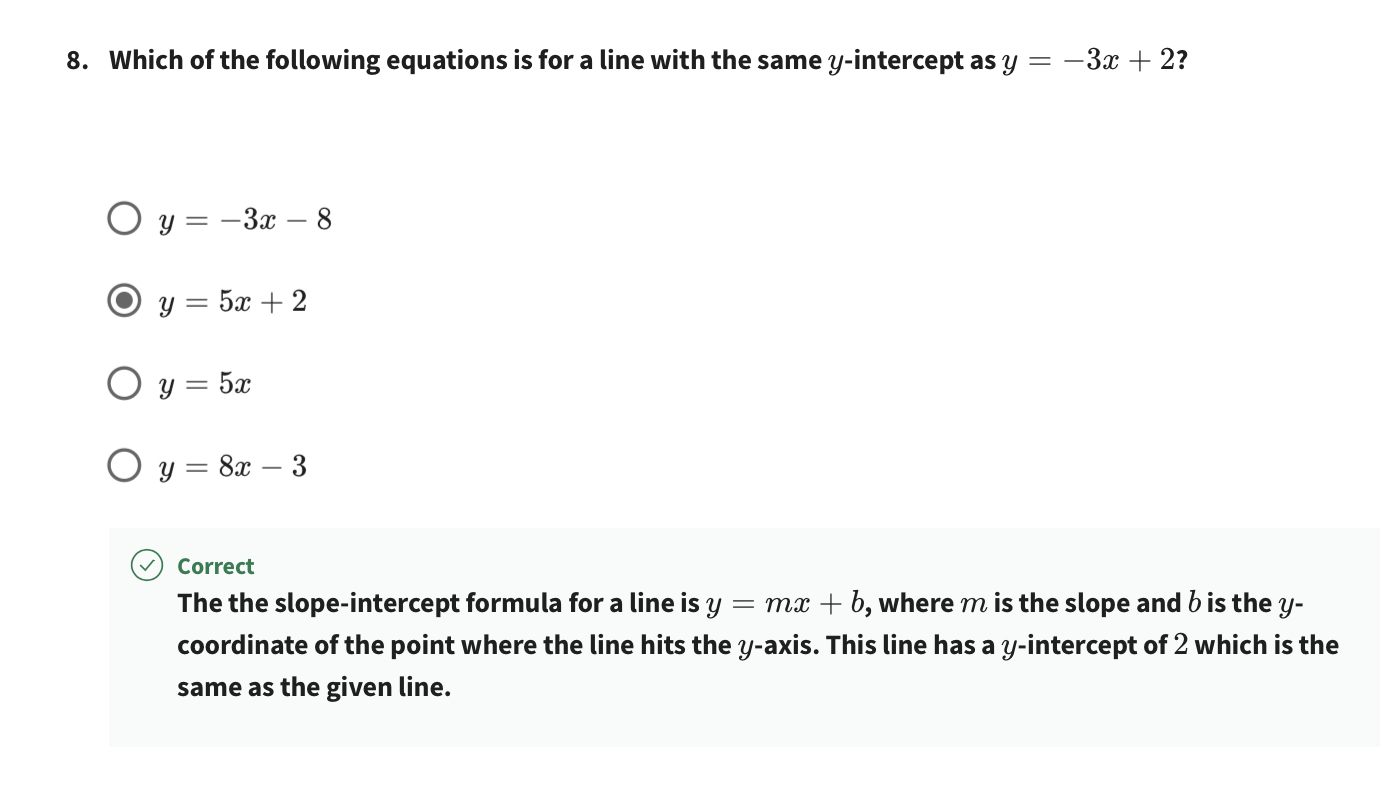 8. Which of the following equations is for a line with the same y-intercept as y = −3x + 2?
y = −3x − 8
y = 5x + 2
y = 5x
y = 8x − 3
Correct
The the slope-intercept formula for a line is y = mx + b, where m is the slope and b is the y-
coordinate of the point where the line hits the y-axis. This line has a y-intercept of 2 which is the
same as the given line.